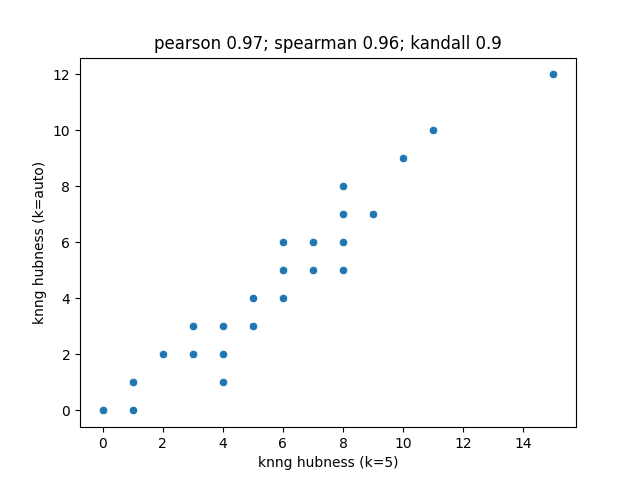 pearson 0.97; spearman 0.96; kandall 0.9
12
10
8
6
4
2
0
knng hubness (k=auto)
0 2 4 6 8 10 12 14
knng hubness (k=5)